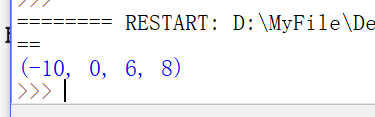 ======== RESTART: D:\MyFile\De
==
(-10, 0, 6, 8)
>>>